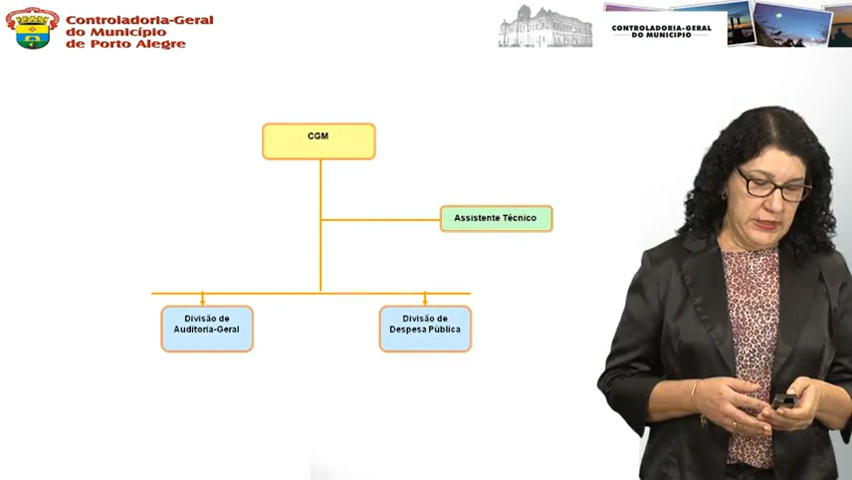 Controladoria-Geral
do Município
de Porto Alegre
CONTROLADORIA-GERAL
DO MUNICÍPIO
CGM
Assistente Técnico
Divisão de
Auditoria-Geral
Divisão de
Despesa Pública